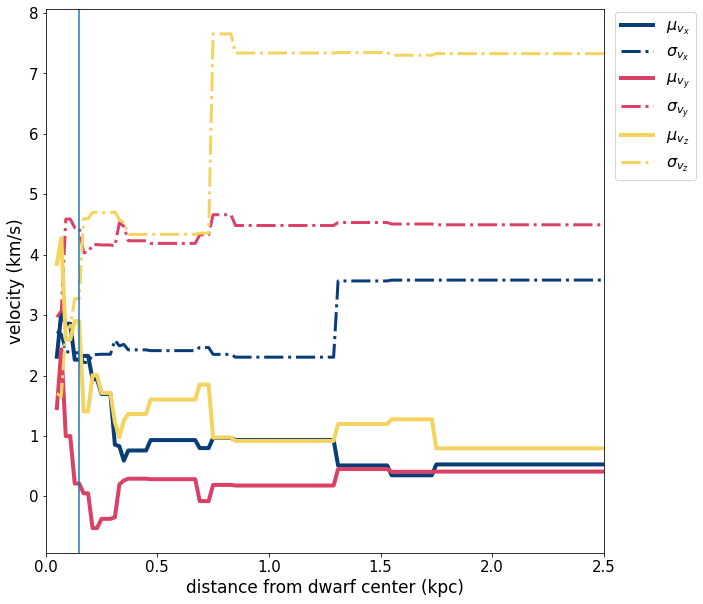 8
7
6
5
4
3
2
1
0
velocity (km/s)
0.0 0.5 1.0 1.5 2.0 2.5
distance from dwarf center (kpc)
μ_{v_x}
σ_{v_x}
μ_{v_y}
σ_{v_y}
μ_{v_z}
σ_{v_z}